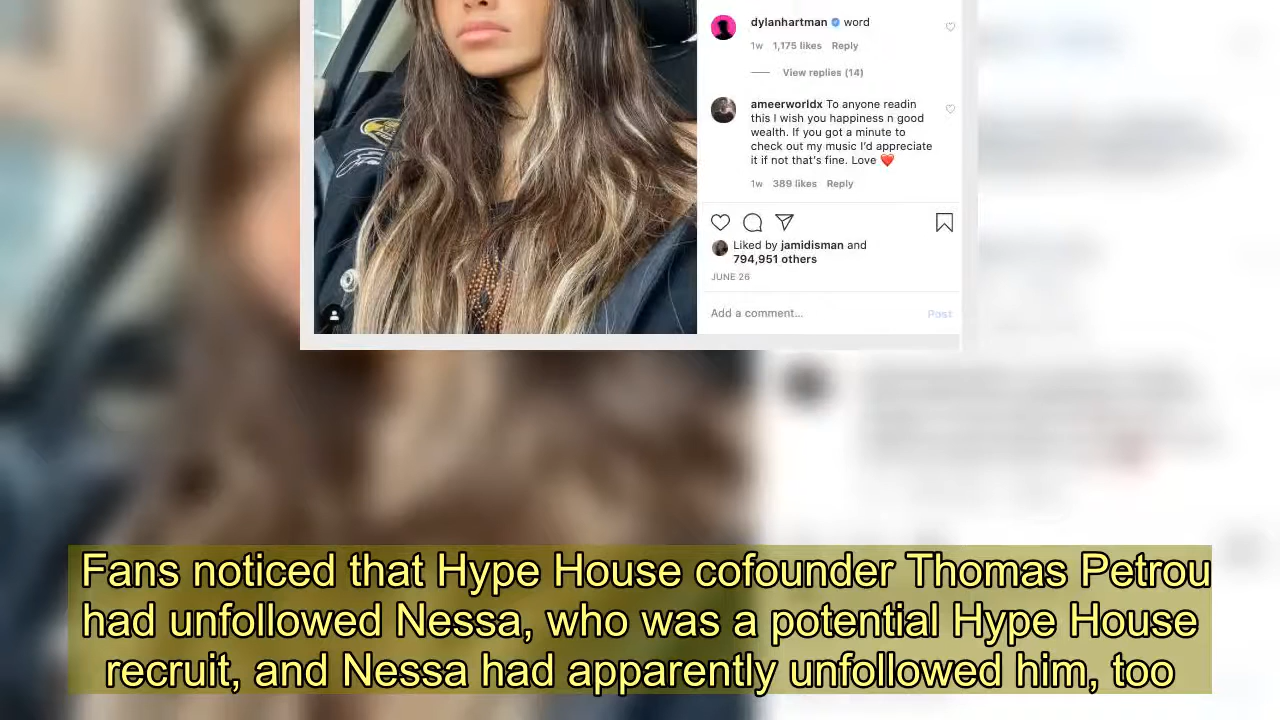 dylanhartman word
1w 1,175 likes Reply
View replies (14)
ameerworldx To anyone readin
this I wish you happiness n good
wealth. If you got a minute to
check out my music I'd appreciate
it if not that's fine. Love ❤️
1w 389 likes Reply
Liked by jamidisman and
794,951 others
JUNE 26
Add a comment... Post
Fans noticed that Hype House cofounder Thomas Petrou
had unfollowed Nessa, who was a potential Hype House
recruit, and Nessa had apparently unfollowed him, too